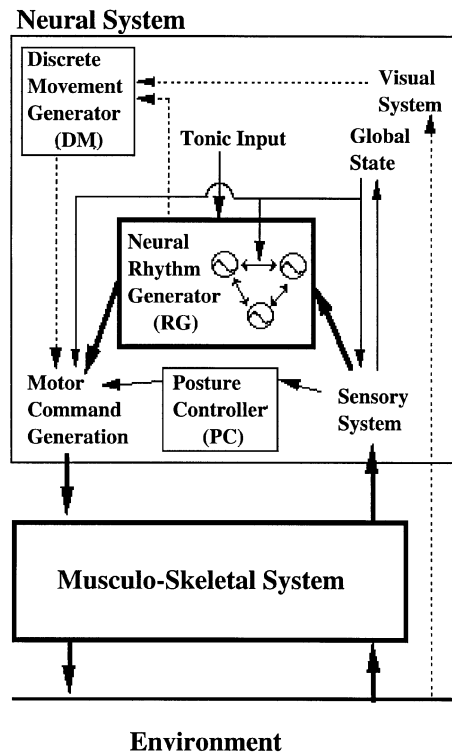 Neural System
Discrete
Movement
Generator
(DM)
Visual
System
Tonic Input
Global
State
Neural
Rhythm
Generator
(RG)
Motor
Command
Generation
Posture
Controller
(PC)
Sensory
System
Musculo-Skeletal System
Environment